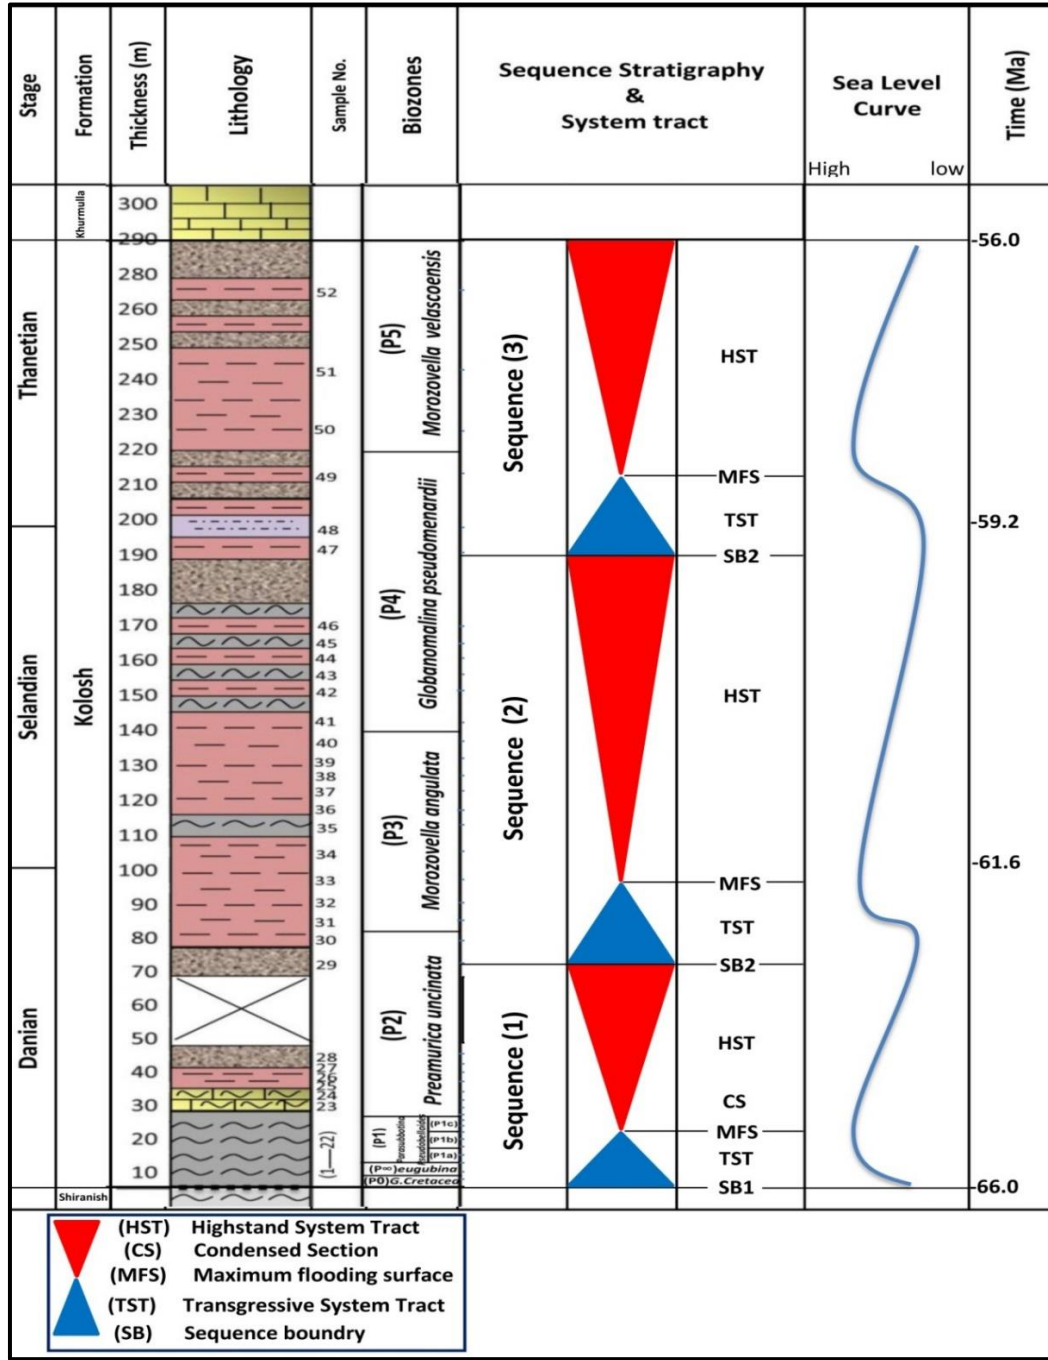 Stage
Formation
Thickness (m)
Lithology
Sample No.
Biozones
Sequence Stratigraphy
&
System tract
Sea Level
Curve
High low
Time (Ma)
Khurmulla
Kolosh
Shiranish
Thanetian
Selandian
Danian
300
290
280
260
250
240
230
220
210
200
190
180
170
160
150
140
130
120
110
100
90
80
70
60
50
40
30
20
10
52
51
50
49
48
47
46
45
44
43
42
41
40
39
38
37
36
35
34
33
32
31
30
29
28
27
26
24
23
(1—22)
(P5)
Morozovella velascoensis
(P4)
Globanomalina pseudomenardii
(P3)
Morozovella angulata
(P2)
Preamurica uncinata
(P1)
Parasubbotina
Pseudobelloides
(P1c)
(P1b)
(P1a)
(P∞)eugubina
(P0)G.Cretacea
Sequence (3)
Sequence (2)
Sequence (1)
HST
MFS
TST
SB2
HST
MFS
TST
SB2
HST
CS
MFS
TST
SB1
-56.0
-59.2
-61.6
-66.0
(HST) Highstand System Tract
(CS) Condensed Section
(MFS) Maximum flooding surface
(TST) Transgressive System Tract
(SB) Sequence boundry